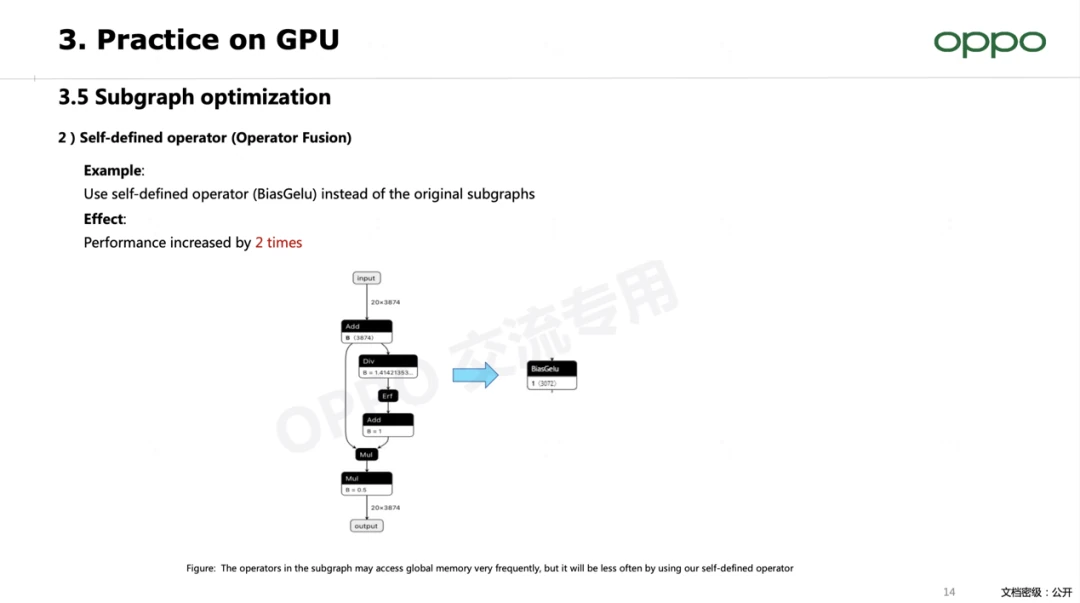 3. Practice on GPU
oppo
3.5 Subgraph optimization
2 ) Self-defined operator (Operator Fusion)
Example:
Use self-defined operator (BiasGelu) instead of the original subgraphs
Effect:
Performance increased by 2 times
input
20×3874
Add
B ⟨3874⟩
Div
B = 1.41421353...
Erf
Add
B = 1
Mul
Mul
B = 0.5
20×3874
output
BiasGelu
1 ⟨3072⟩
OPPO 交流专用
Figure: The operators in the subgraph may access global memory very frequently, but it will be less often by using our self-defined operator
14
文档密级：公开